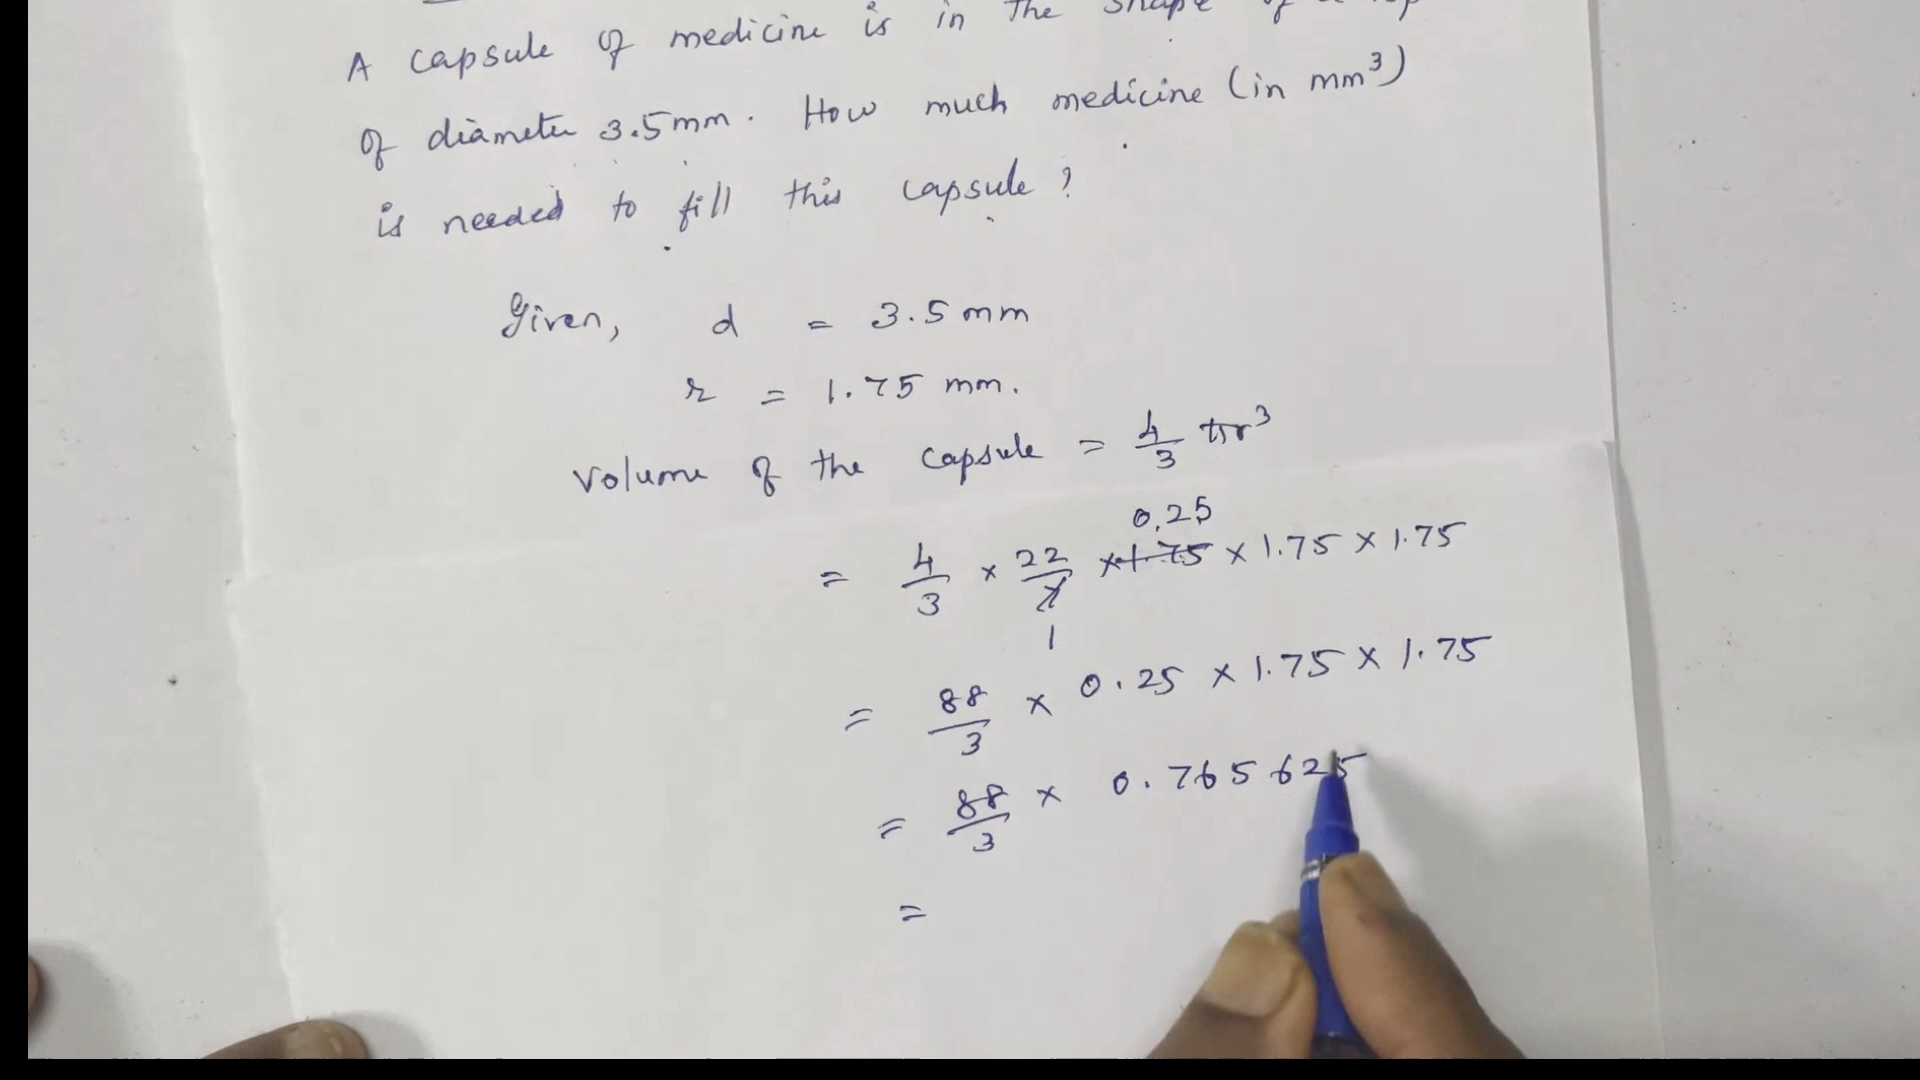 A capsule of medicine is in the shape of a
of diameter 3.5mm. How much medicine (in mm³)
is needed to fill this capsule?
Given, d = 3.5mm
r = 1.75 mm.
Volume of the capsule = 4/3 πr³
0.25
= 4/3 × 22/7 × 1.75 × 1.75 × 1.75
1
= 88/3 × 0.25 × 1.75 × 1.75
= 88/3 × 0.765625
=